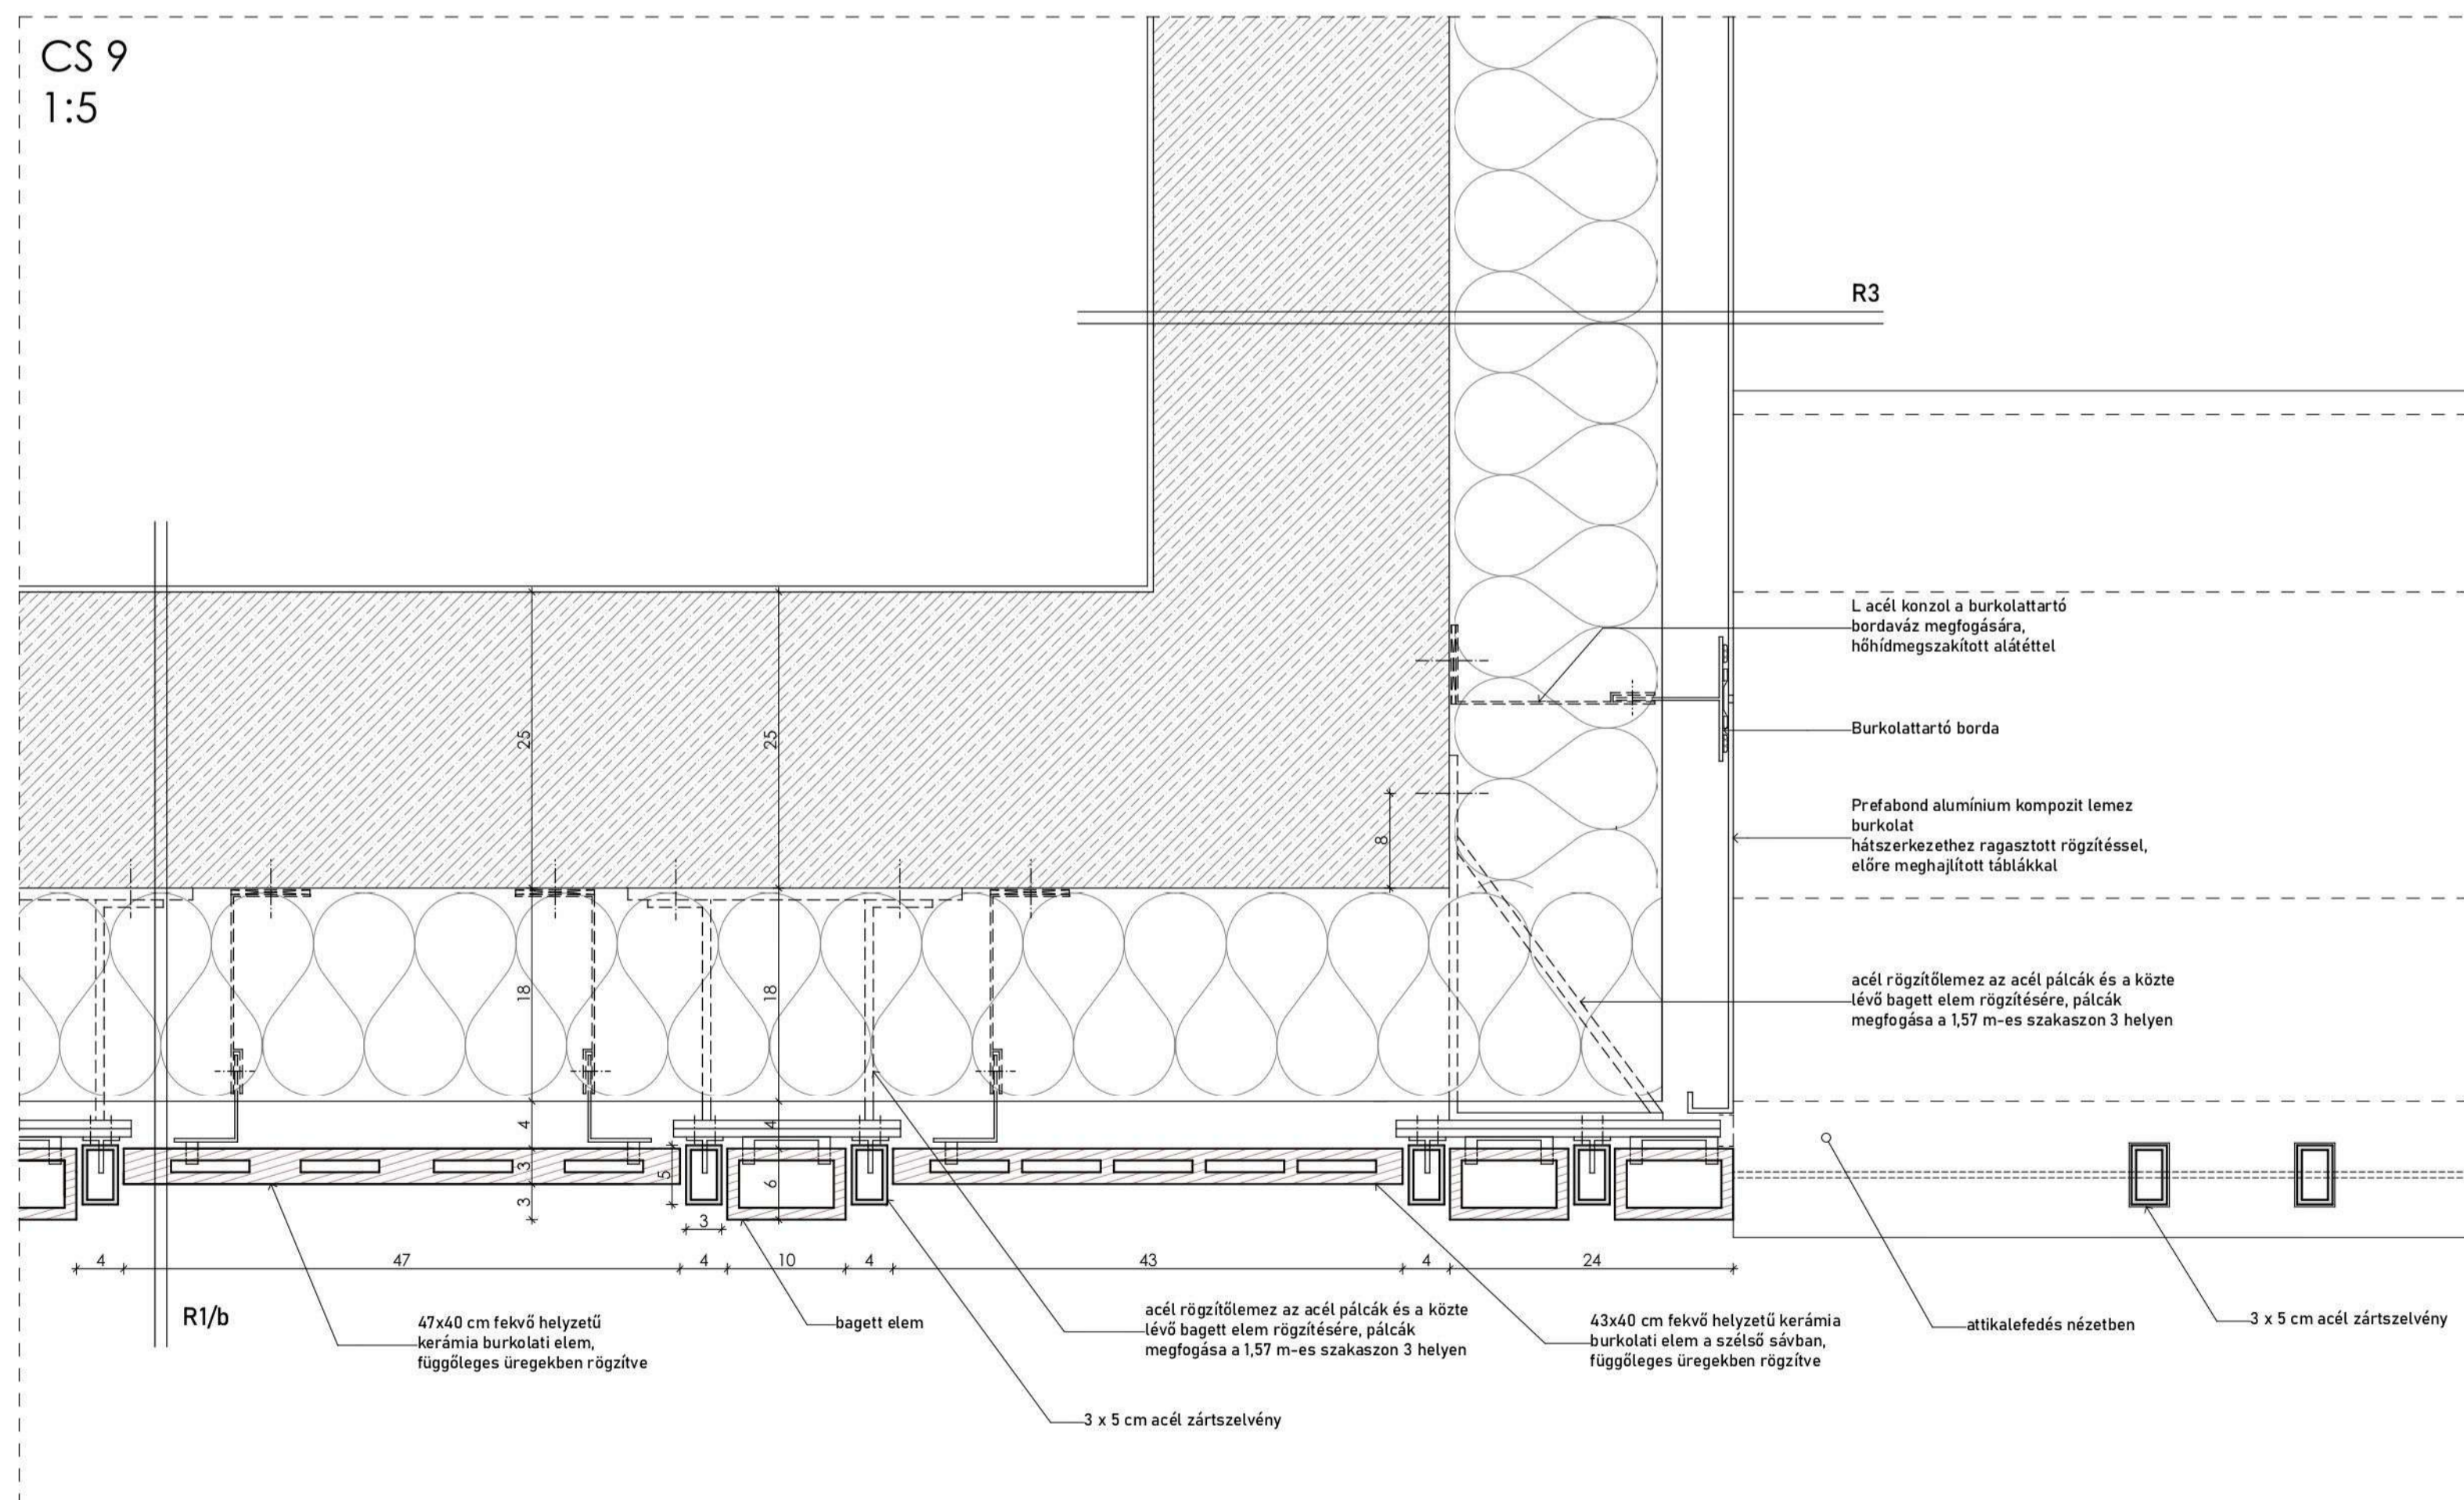 CS 9
1:5
R3
L acél konzol a burkolattartó
bordaváz megfogására,
hőhídmegszakított alátéttel
25
25
Burkolattartó borda
Prefabond alumínium kompozit lemez
burkolat
hátszerkezethez ragasztott rögzítéssel,
előre meghajlított táblákkal
8
18
18
acél rögzítőlemez az acél pálcák és a közte
lévő bagett elem rögzítésére, pálcák
megfogása a 1,57 m-es szakaszon 3 helyen
4
4
3
5
6
3
3
4
47
4
10
4
43
4
24
R1/b
47x40 cm fekvő helyzetű
kerámia burkolati elem,
függőleges üregekben rögzítve
bagett elem
acél rögzítőlemez az acél pálcák és a közte
lévő bagett elem rögzítésére, pálcák
megfogása a 1,57 m-es szakaszon 3 helyen
43x40 cm fekvő helyzetű kerámia
burkolati elem a szélső sávban,
függőleges üregekben rögzítve
attikalefedés nézetben
3 x 5 cm acél zártszelvény
3 x 5 cm acél zártszelvény